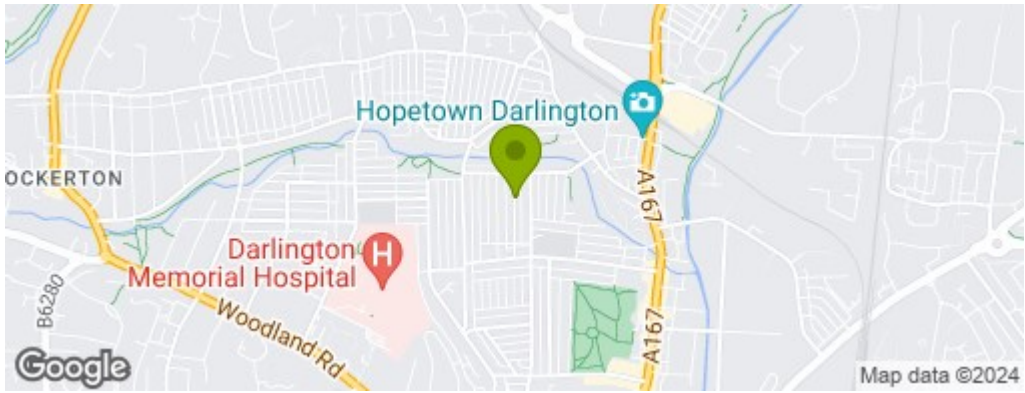 Hopetown Darlington
A167
OCKERTON
Darlington
Memorial Hospital
H
B6280
Woodland Rd
A167
Google
Map data ©2024